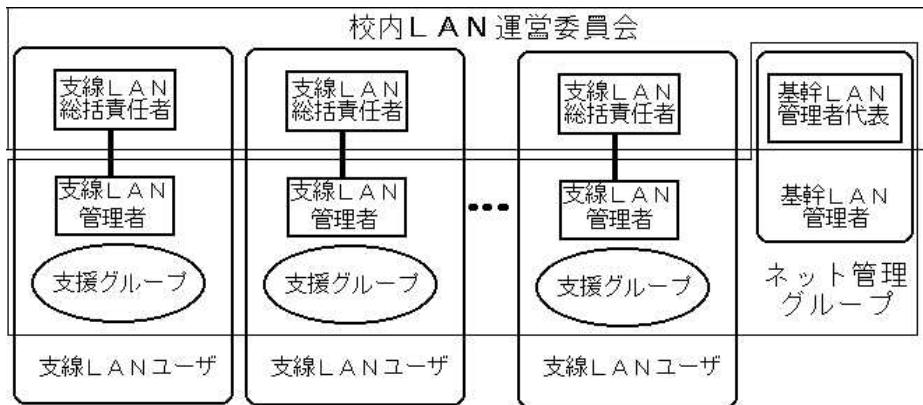 校内ＬＡＮ運営委員会
支線ＬＡＮ
総括責任者
支線ＬＡＮ
総括責任者
支線ＬＡＮ
総括責任者
基幹ＬＡＮ
管理者代表
支線ＬＡＮ
管理者
支線ＬＡＮ
管理者
支線ＬＡＮ
管理者
基幹ＬＡＮ
管理者
支援グループ
支援グループ
支援グループ
ネット管理
グループ
支線ＬＡＮユーザ
支線ＬＡＮユーザ
支線ＬＡＮユーザ